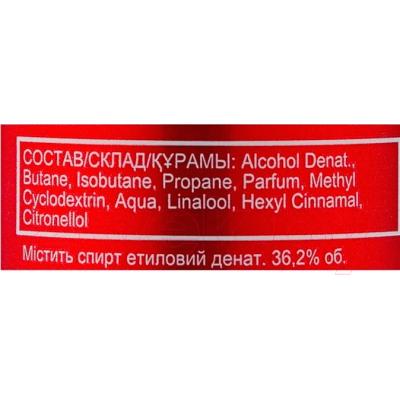 СОСТАВ/СКЛАД/ҚҰРАМЫ: Alcohol Denat.,
Butane, Isobutane, Propane, Parfum, Methyl
Cyclodextrin, Aqua, Linalool, Hexyl Cinnamal,
Citronellol
Містить спирт етиловий денат. 36,2% об.